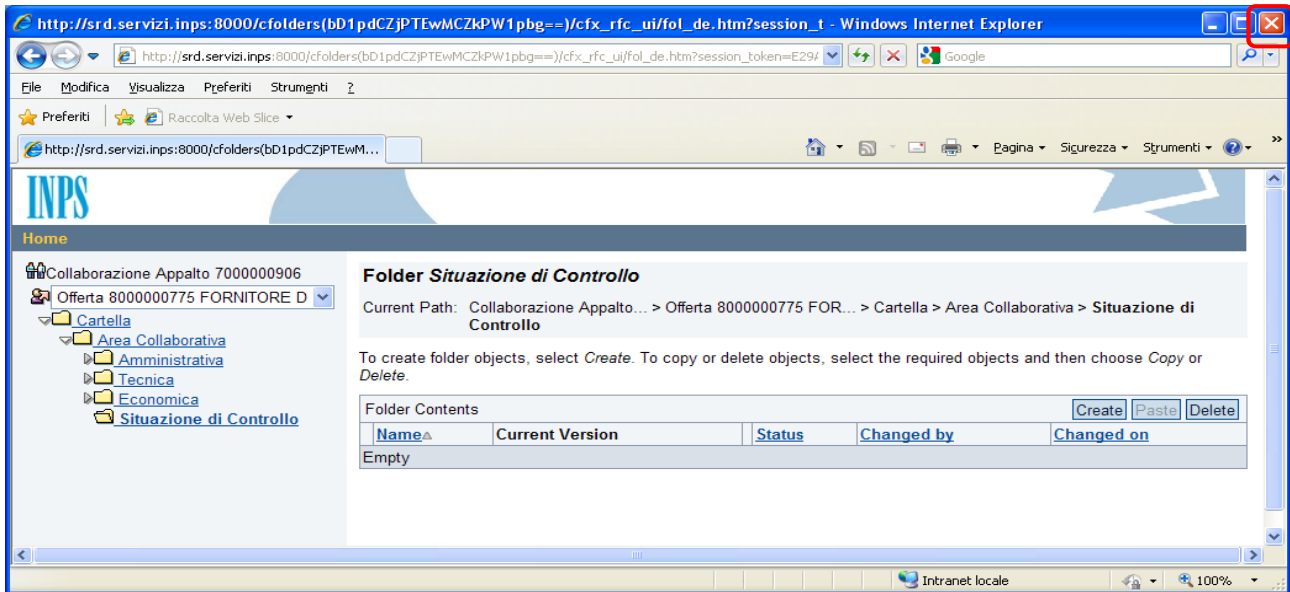 http://srd.servizi.inps:8000/cfolders(bD1pdCZjPTEwMCZkPW1pbg==)/cfx_rfc_ui/fol_de.htm?session_t - Windows Internet Explorer
http://srd.servizi.inps:8000/cfolders(bD1pdCZjPTEwMCZkPW1pbg==)/cfx_rfc_ui/fol_de.htm?session_token=E29/ Google
File Modifica Visualizza Preferiti Strumenti ?
Preferiti Raccolta Web Slice
http://srd.servizi.inps:8000/cfolders(bD1pdCZjPTEwM... Pagina Sicurezza Strumenti »
INPS
Home
Collaborazione Appalto 7000000906
Offerta 8000000775 FORNITORE D
Cartella
Area Collaborativa
Amministrativa
Tecnica
Economica
Situazione di Controllo
Folder Situazione di Controllo
Current Path: Collaborazione Appalto... > Offerta 8000000775 FOR... > Cartella > Area Collaborativa > Situazione di
Controllo
To create folder objects, select Create. To copy or delete objects, select the required objects and then choose Copy or
Delete.
Folder Contents Create Paste Delete
Name Current Version Status Changed by Changed on
Empty
Intranet locale 100%